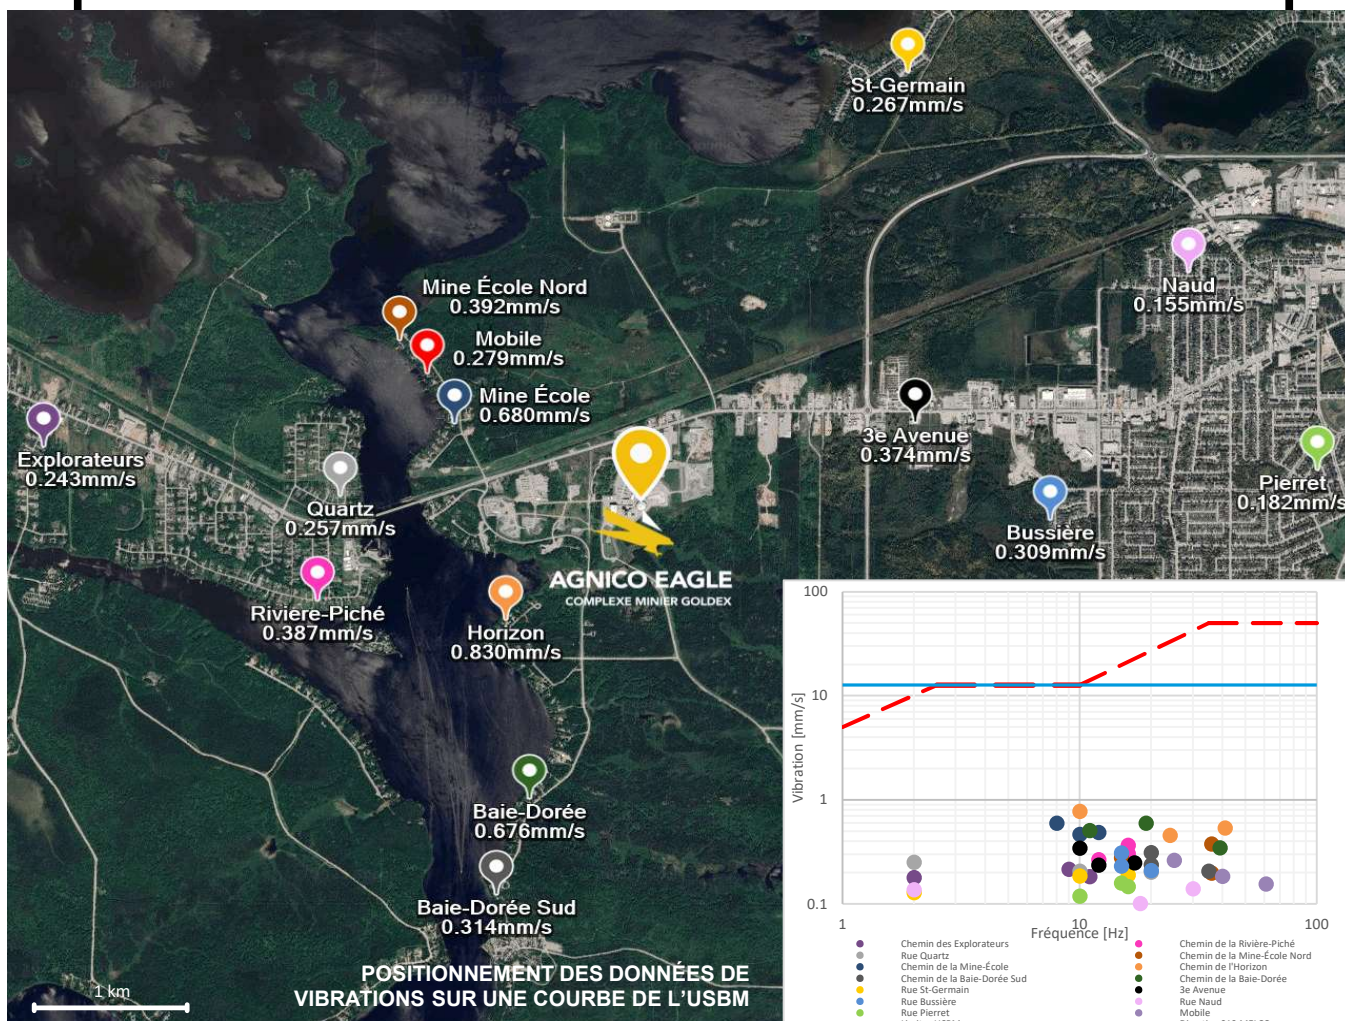 St-Germain
0.267mm/s
Naud
0.155mm/s
Mine École Nord
0.392mm/s
Mobile
0.279mm/s
Mine École
0.680mm/s
3e Avenue
0.374mm/s
Explorateurs
0.243mm/s
Quartz
0.257mm/s
Pierret
0.182mm/s
Bussière
0.309mm/s
AGNICO EAGLE
COMPLEXE MINIER GOLDEX
Riviere-Piché
0.387mm/s
Horizon
0.830mm/s
Baie-Dorée
0.676mm/s
Baie-Dorée Sud
0.314mm/s
POSITIONNEMENT DES DONNÉES DE
VIBRATIONS SUR UNE COURBE DE L'USBM
1 km
100
10
1
0.1
Vibration [mm/s]
1 10 100
Fréquence [Hz]
Chemin des Explorateurs
Chemin de la Rivière-Piché
Rue Quartz
Chemin de la Mine-École Nord
Chemin de la Mine-École
Chemin de l'Horizon
Chemin de la Baie-Dorée Sud
Chemin de la Baie-Dorée
Rue St-Germain
3e Avenue
Rue Bussière
Rue Naud
Rue Pierret
Mobile